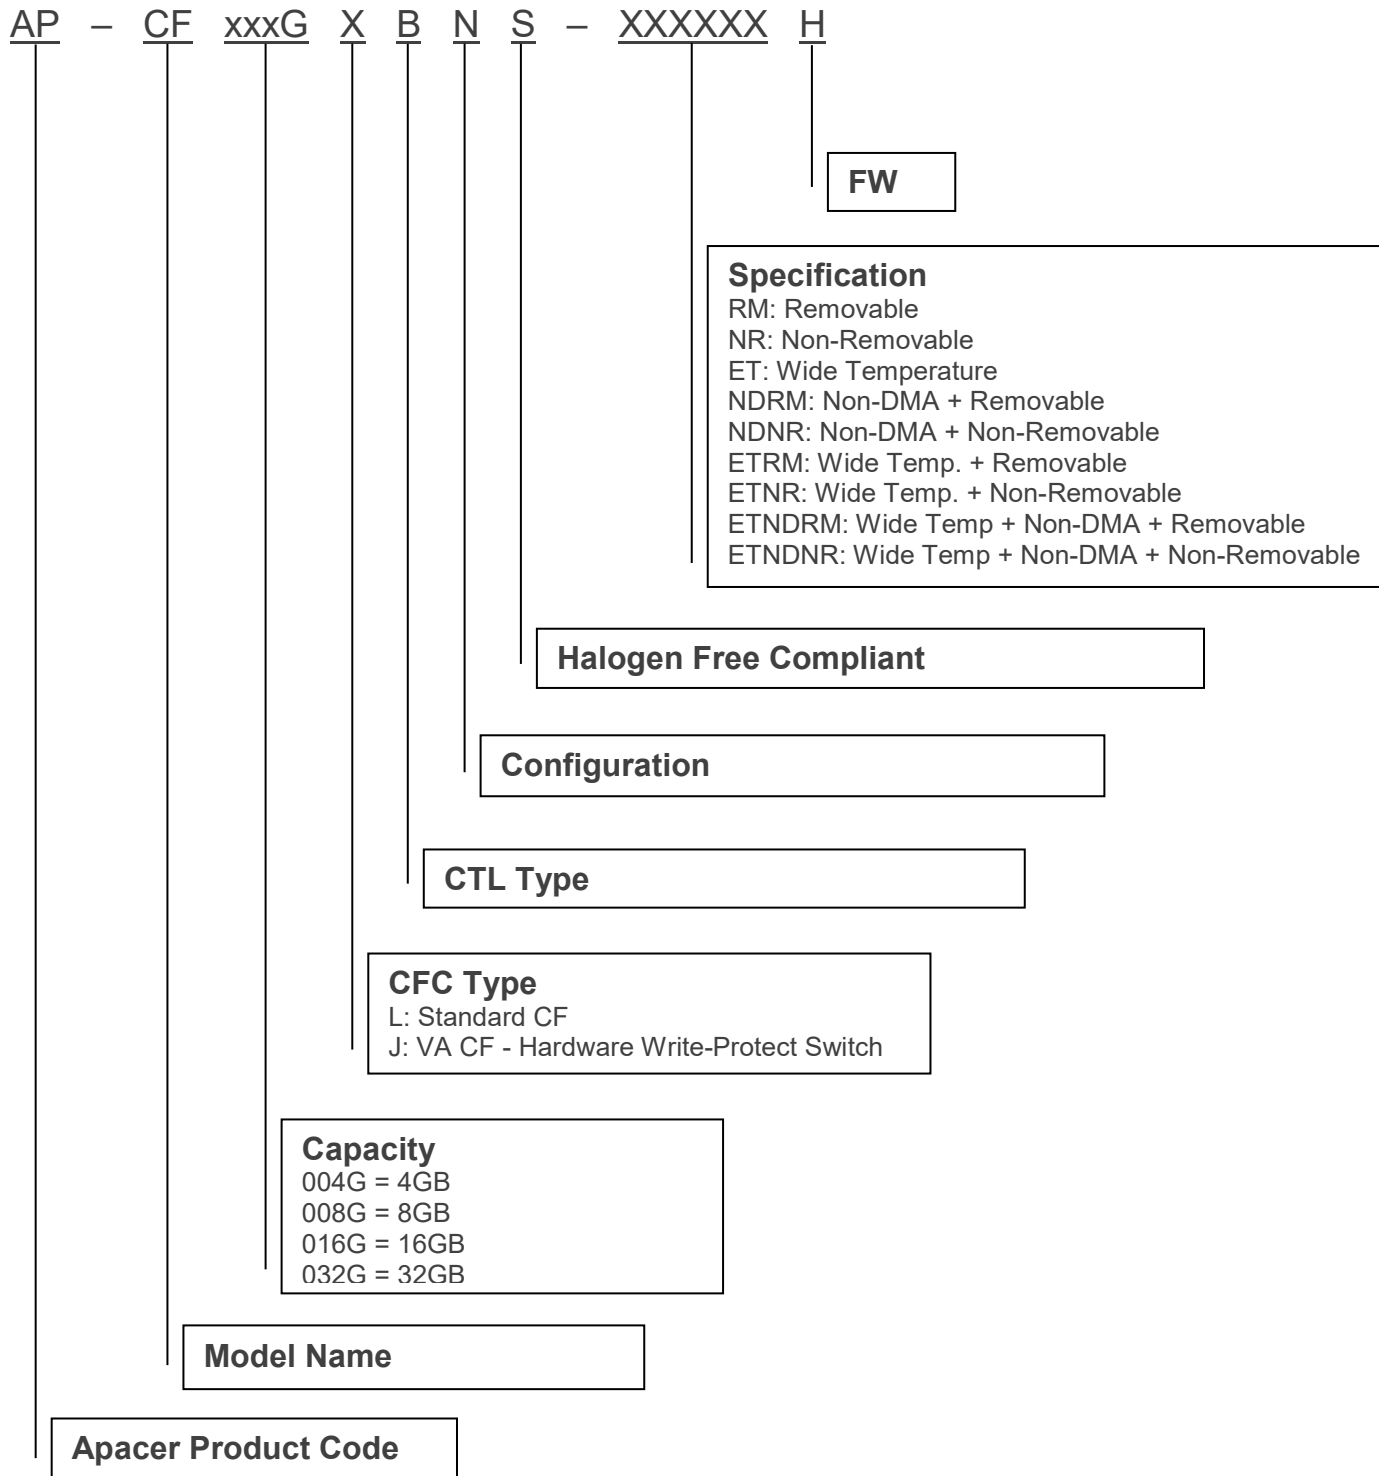 AP – CF xxxG X B N S – XXXXXX H
FW
Specification
RM: Removable
NR: Non-Removable
ET: Wide Temperature
NDRM: Non-DMA + Removable
NDNR: Non-DMA + Non-Removable
ETRM: Wide Temp. + Removable
ETNR: Wide Temp. + Non-Removable
ETNDRM: Wide Temp + Non-DMA + Removable
ETNDNR: Wide Temp + Non-DMA + Non-Removable
Halogen Free Compliant
Configuration
CTL Type
CFC Type
L: Standard CF
J: VA CF - Hardware Write-Protect Switch
Capacity
004G = 4GB
008G = 8GB
016G = 16GB
032G = 32GB
Model Name
Apacer Product Code